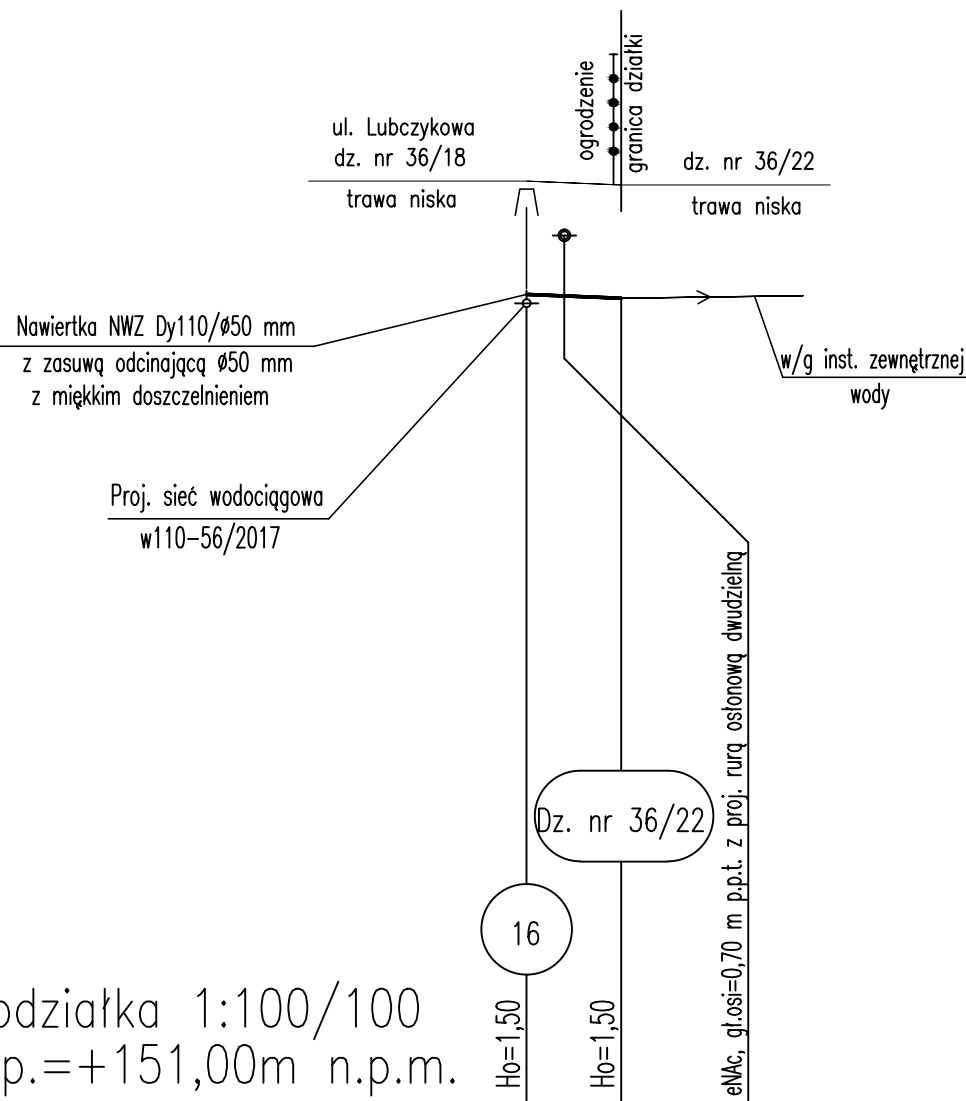 ogrodzenie
granica działki
ul. Lubczykowa
dz. nr 36/18
trawa niska
dz. nr 36/22
trawa niska
Nawiertka NWZ Dy110/ø50 mm
z zasuwą odcinającą ø50 mm
z miękkim doszczelnieniem
w/g inst. zewnętrznej
wody
Proj. sieć wodociągowa
w110-56/2017
eNAc, gł.osi=0,70 m p.p.t. z proj. rurą osłonową dwudzielną
Dz. nr 36/22
16
odziałka 1:100/100
p.=+151,00m n.p.m.
Ho=1,50
Ho=1,50